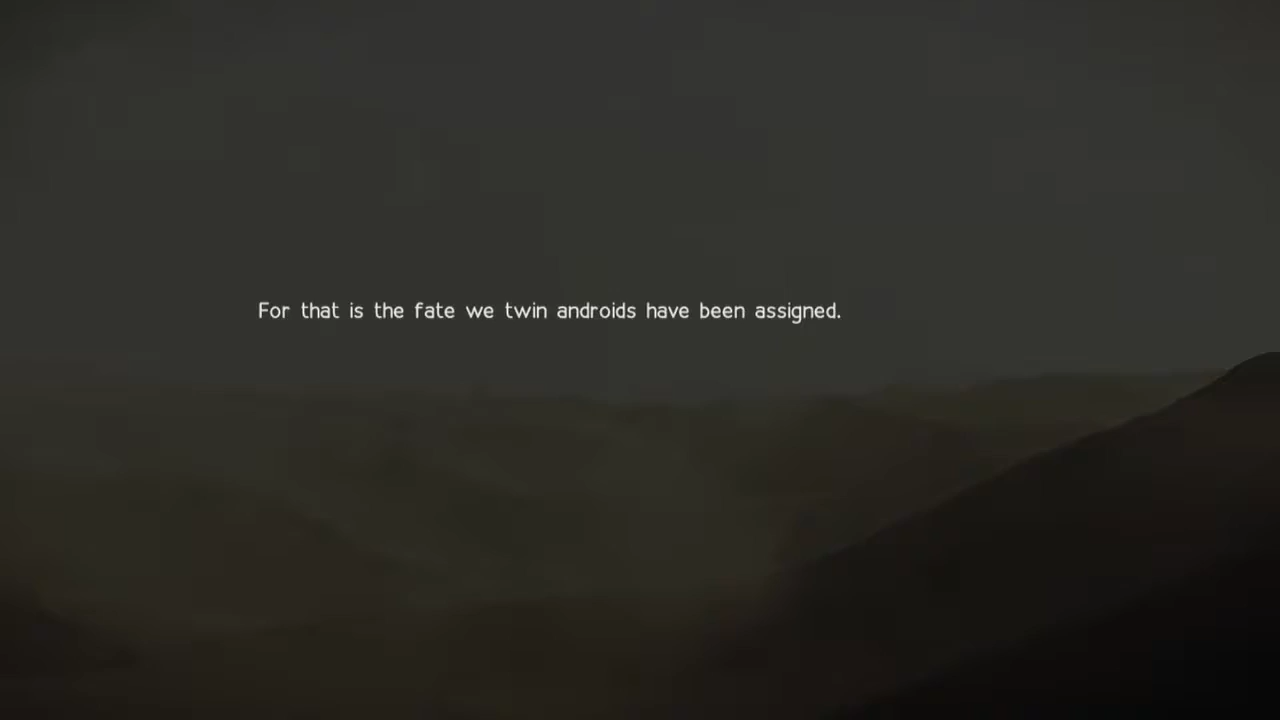 For that is the fate we twin androids have been assigned.